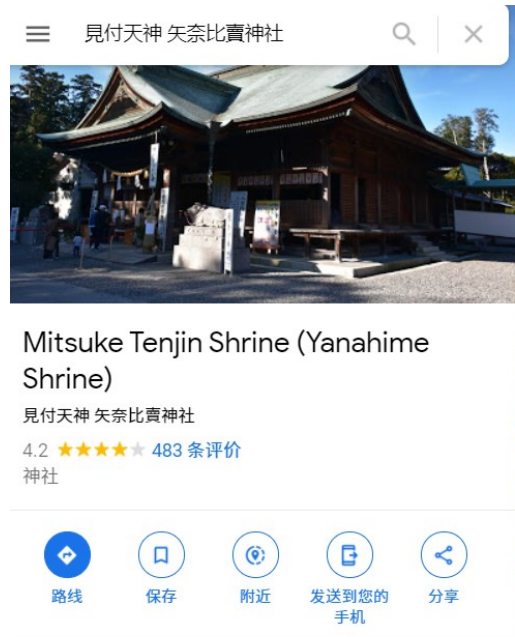 見付天神 矢奈比賣神社
Mitsuke Tenjin Shrine (Yanahime
Shrine)
見付天神 矢奈比賣神社
4.2 483 条评价
神社
路线 保存 附近 发送到您的 分享
手机